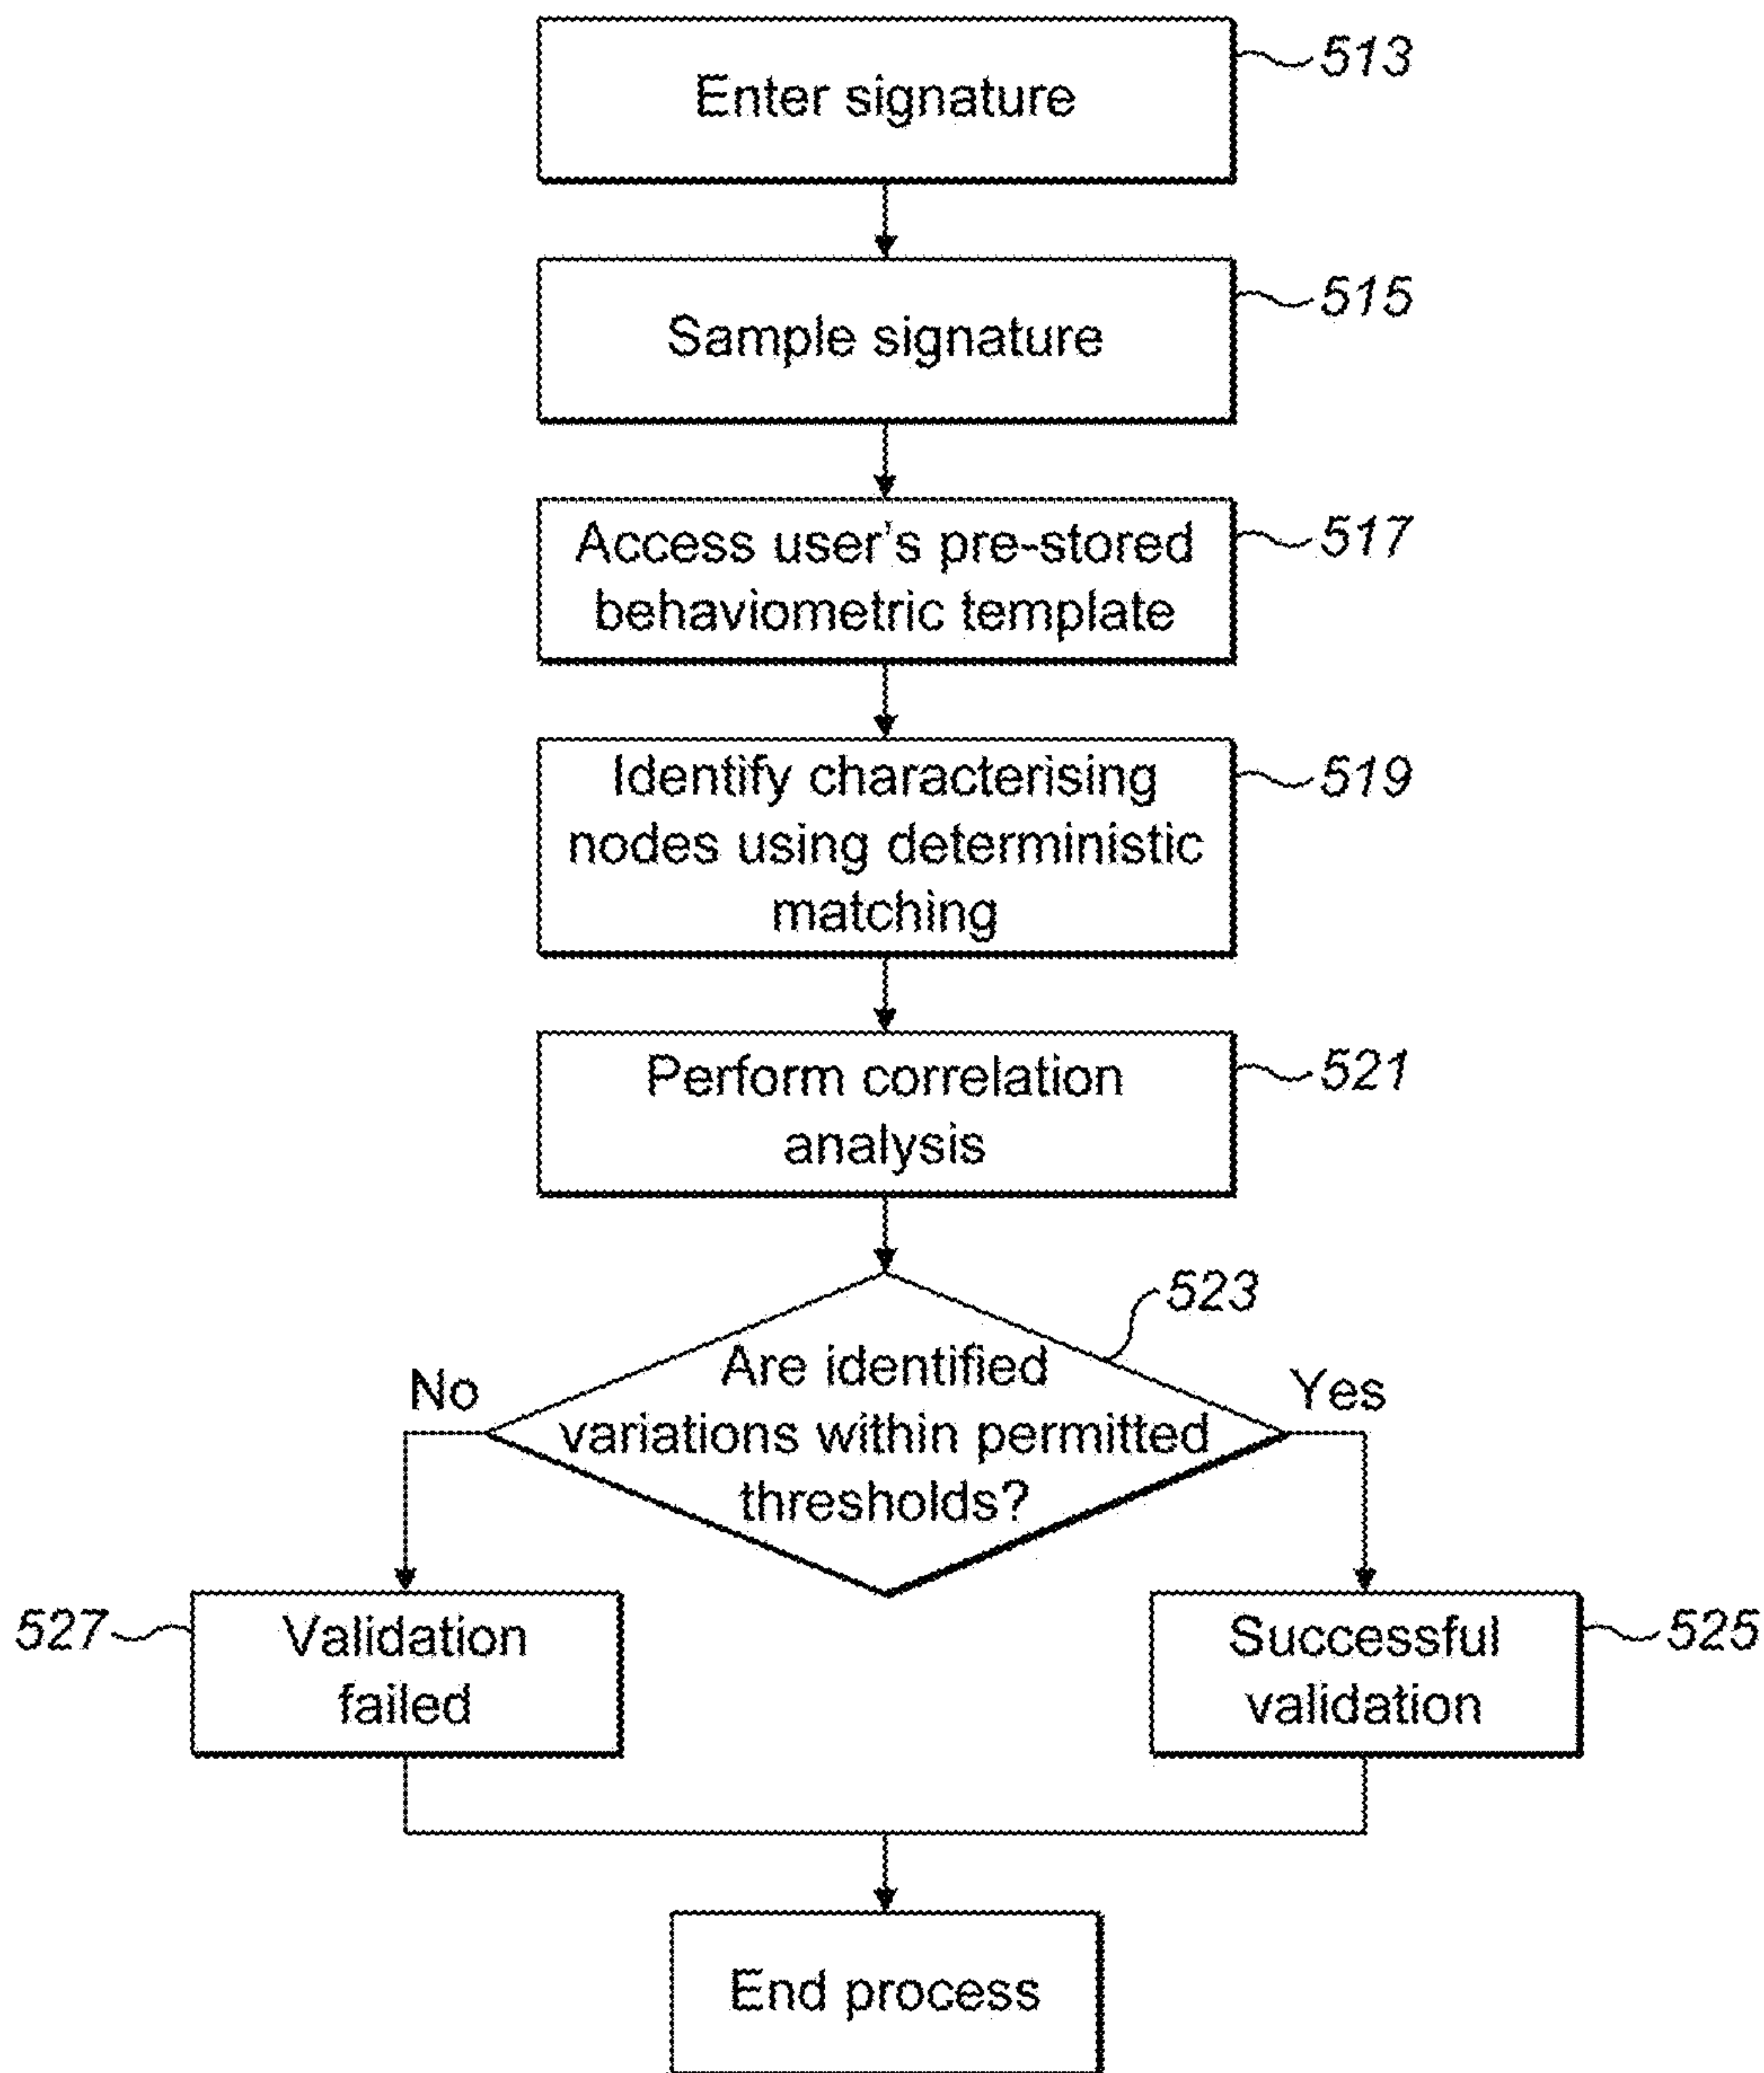 Enter signature
513
Sample signature
515
Access user's pre-stored
behaviometric template
517
Identify characterising
nodes using deterministic
matching
519
Perform correlation
analysis
521
523
Are identified
variations within permitted
thresholds?
No
Yes
527
Validation
failed
Successful
validation
525
End process